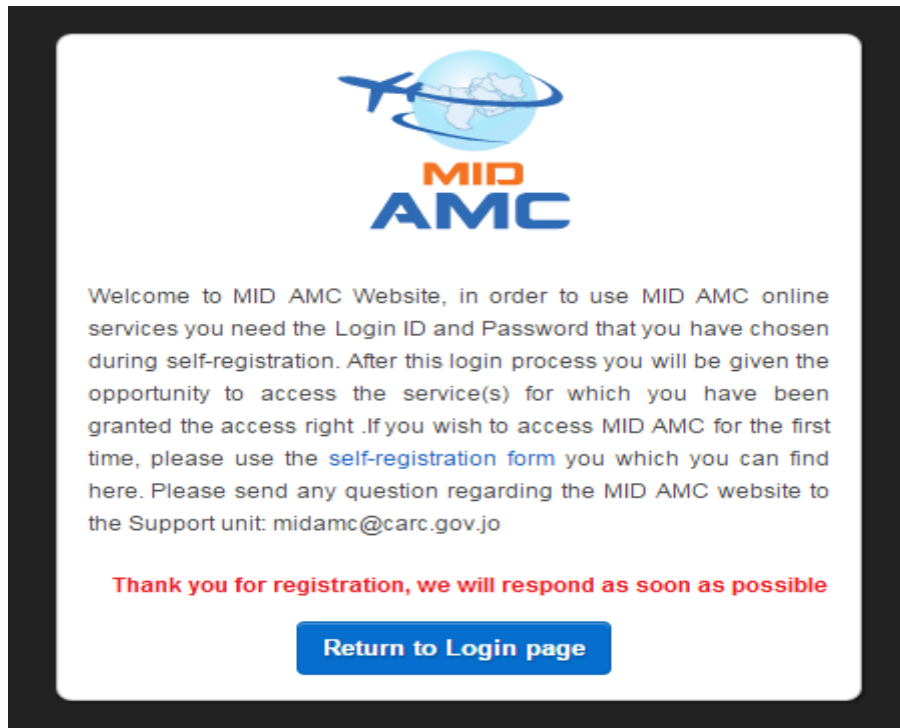 MID
AMC
Welcome to MID AMC Website, in order to use MID AMC online
services you need the Login ID and Password that you have chosen
during self-registration. After this login process you will be given the
opportunity to access the service(s) for which you have been
granted the access right .If you wish to access MID AMC for the first
time, please use the self-registration form you which you can find
here. Please send any question regarding the MID AMC website to
the Support unit: midamc@carc.gov.jo
Thank you for registration, we will respond as soon as possible
Return to Login page